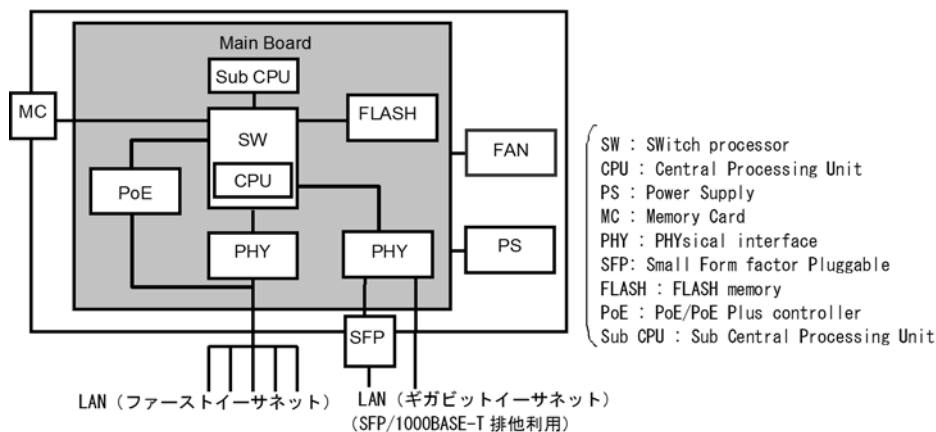 Main Board
Sub CPU
MC
SW
FLASH
CPU
PoE
FAN
PHY
PHY
PS
SFP
LAN（ファーストイーサネット）
LAN（ギガビットイーサネット）
（SFP/1000BASE-T 排他利用）
SW : SWitch processor
CPU : Central Processing Unit
PS : Power Supply
MC : Memory Card
PHY : PHYsical interface
SFP: Small Form factor Pluggable
FLASH : FLASH memory
PoE : PoE/PoE Plus controller
Sub CPU : Sub Central Processing Unit